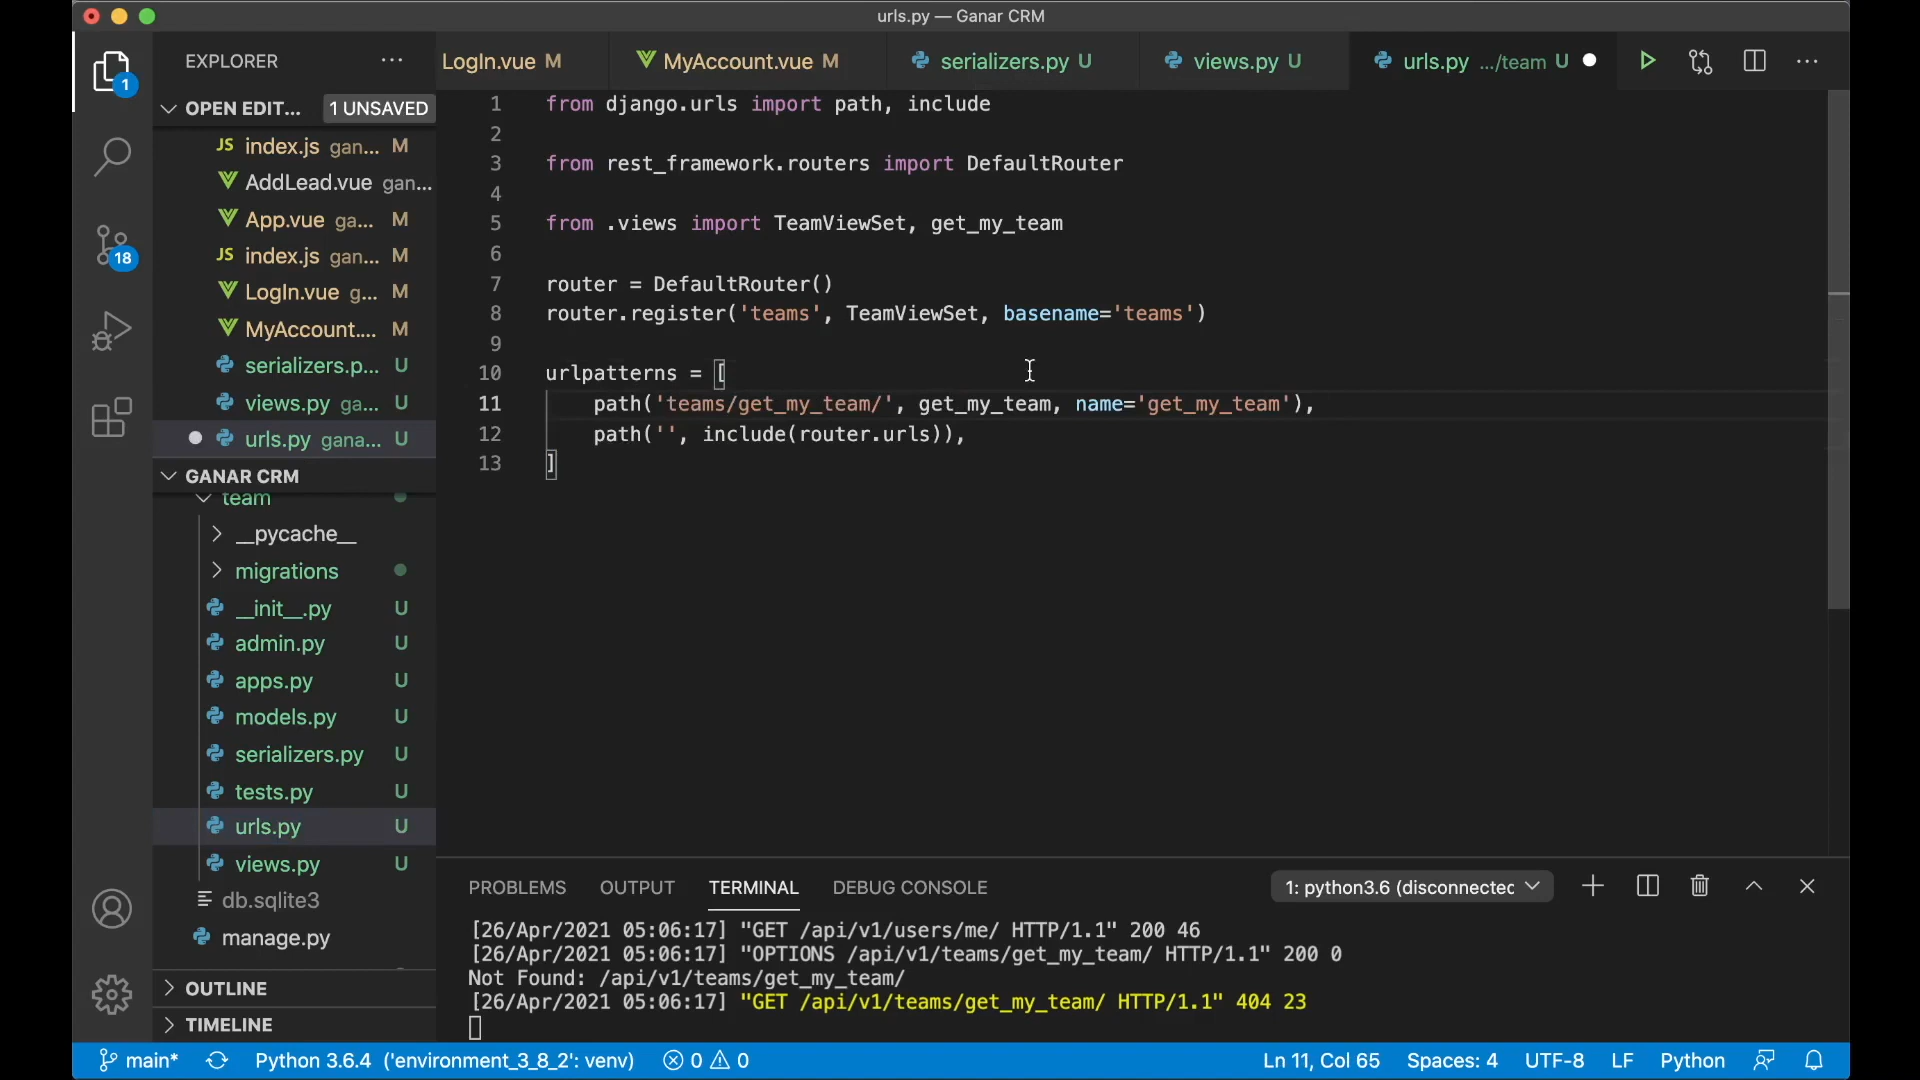 urls.py — Ganar CRM
EXPLORER
LogIn.vue M
MyAccount.vue M
serializers.py U
views.py U
urls.py .../team U
1
OPEN EDIT... 1 UNSAVED
JS index.js gan... M
AddLead.vue gan...
App.vue ga... M
JS index.js gan... M
LogIn.vue g... M
MyAccount.... M
serializers.p... U
views.py ga... U
urls.py gana... U
18
GANAR CRM
team
__pycache__
migrations
__init__.py U
admin.py U
apps.py U
models.py U
serializers.py U
tests.py U
urls.py U
views.py U
db.sqlite3
manage.py
OUTLINE
TIMELINE
1 from django.urls import path, include
2
3 from rest_framework.routers import DefaultRouter
4
5 from .views import TeamViewSet, get_my_team
6
7 router = DefaultRouter()
8 router.register('teams', TeamViewSet, basename='teams')
9
10 urlpatterns = [
11 path('teams/get_my_team/', get_my_team, name='get_my_team'),
12 path('', include(router.urls)),
13 ]
PROBLEMS OUTPUT TERMINAL DEBUG CONSOLE
1: python3.6 (disconnectec
[26/Apr/2021 05:06:17] "GET /api/v1/users/me/ HTTP/1.1" 200 46
[26/Apr/2021 05:06:17] "OPTIONS /api/v1/teams/get_my_team/ HTTP/1.1" 200 0
Not Found: /api/v1/teams/get_my_team/
[26/Apr/2021 05:06:17] "GET /api/v1/teams/get_my_team/ HTTP/1.1" 404 23
main* Python 3.6.4 ('environment_3_8_2': venv) 0 0 Ln 11, Col 65 Spaces: 4 UTF-8 LF Python